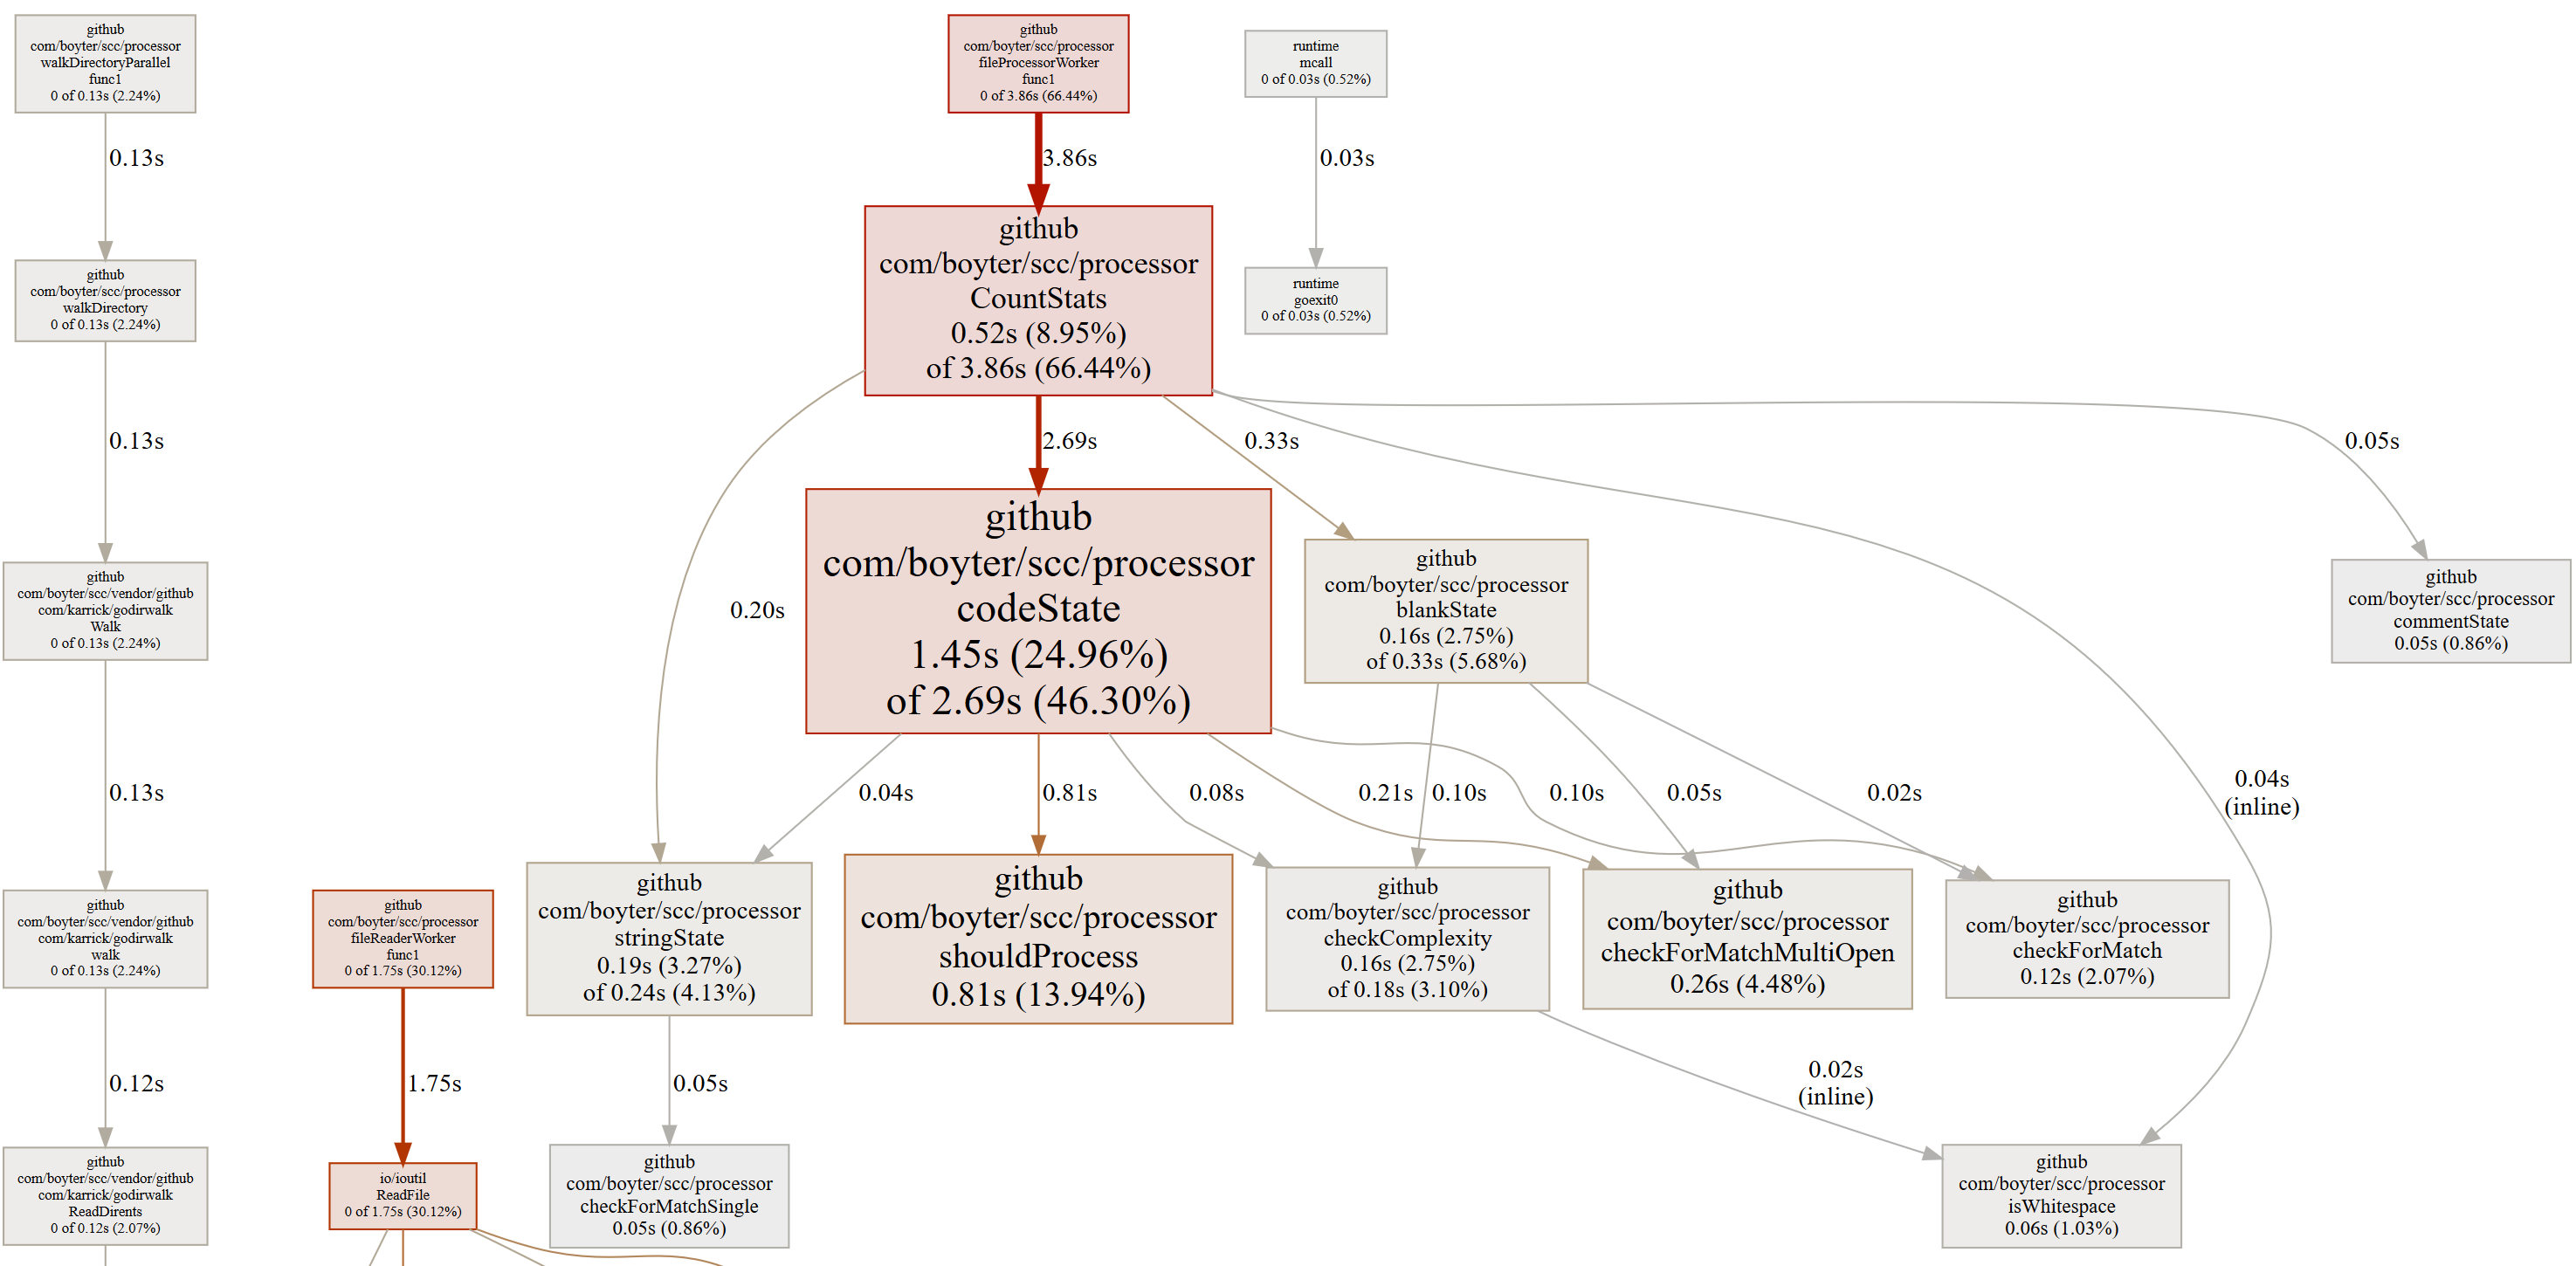 github
com/boyter/scc/processor
walkDirectoryParallel
func1
0 of 0.13s (2.24%)
github
com/boyter/scc/processor
fileProcessorWorker
func1
0 of 3.86s (66.44%)
runtime
mcall
0 of 0.03s (0.52%)
0.13s
3.86s
0.03s
github
com/boyter/scc/processor
walkDirectory
0 of 0.13s (2.24%)
github
com/boyter/scc/processor
CountStats
0.52s (8.95%)
of 3.86s (66.44%)
runtime
goexit0
0 of 0.03s (0.52%)
0.13s
2.69s
0.33s
0.05s
github
com/boyter/scc/vendor/github
com/karrick/godirwalk
Walk
0 of 0.13s (2.24%)
0.20s
github
com/boyter/scc/processor
codeState
1.45s (24.96%)
of 2.69s (46.30%)
github
com/boyter/scc/processor
blankState
0.16s (2.75%)
of 0.33s (5.68%)
github
com/boyter/scc/processor
commentState
0.05s (0.86%)
0.13s
0.04s
0.81s
0.08s
0.21s
0.10s
0.10s
0.05s
0.02s
0.04s
(inline)
github
com/boyter/scc/vendor/github
com/karrick/godirwalk
walk
0 of 0.13s (2.24%)
github
com/boyter/scc/processor
fileReaderWorker
func1
0 of 1.75s (30.12%)
github
com/boyter/scc/processor
stringState
0.19s (3.27%)
of 0.24s (4.13%)
github
com/boyter/scc/processor
shouldProcess
0.81s (13.94%)
github
com/boyter/scc/processor
checkComplexity
0.16s (2.75%)
of 0.18s (3.10%)
github
com/boyter/scc/processor
checkForMatchMultiOpen
0.26s (4.48%)
github
com/boyter/scc/processor
checkForMatch
0.12s (2.07%)
0.12s
1.75s
0.05s
0.02s
(inline)
github
com/boyter/scc/vendor/github
com/karrick/godirwalk
ReadDirents
0 of 0.12s (2.07%)
io/ioutil
ReadFile
0 of 1.75s (30.12%)
github
com/boyter/scc/processor
checkForMatchSingle
0.05s (0.86%)
github
com/boyter/scc/processor
isWhitespace
0.06s (1.03%)